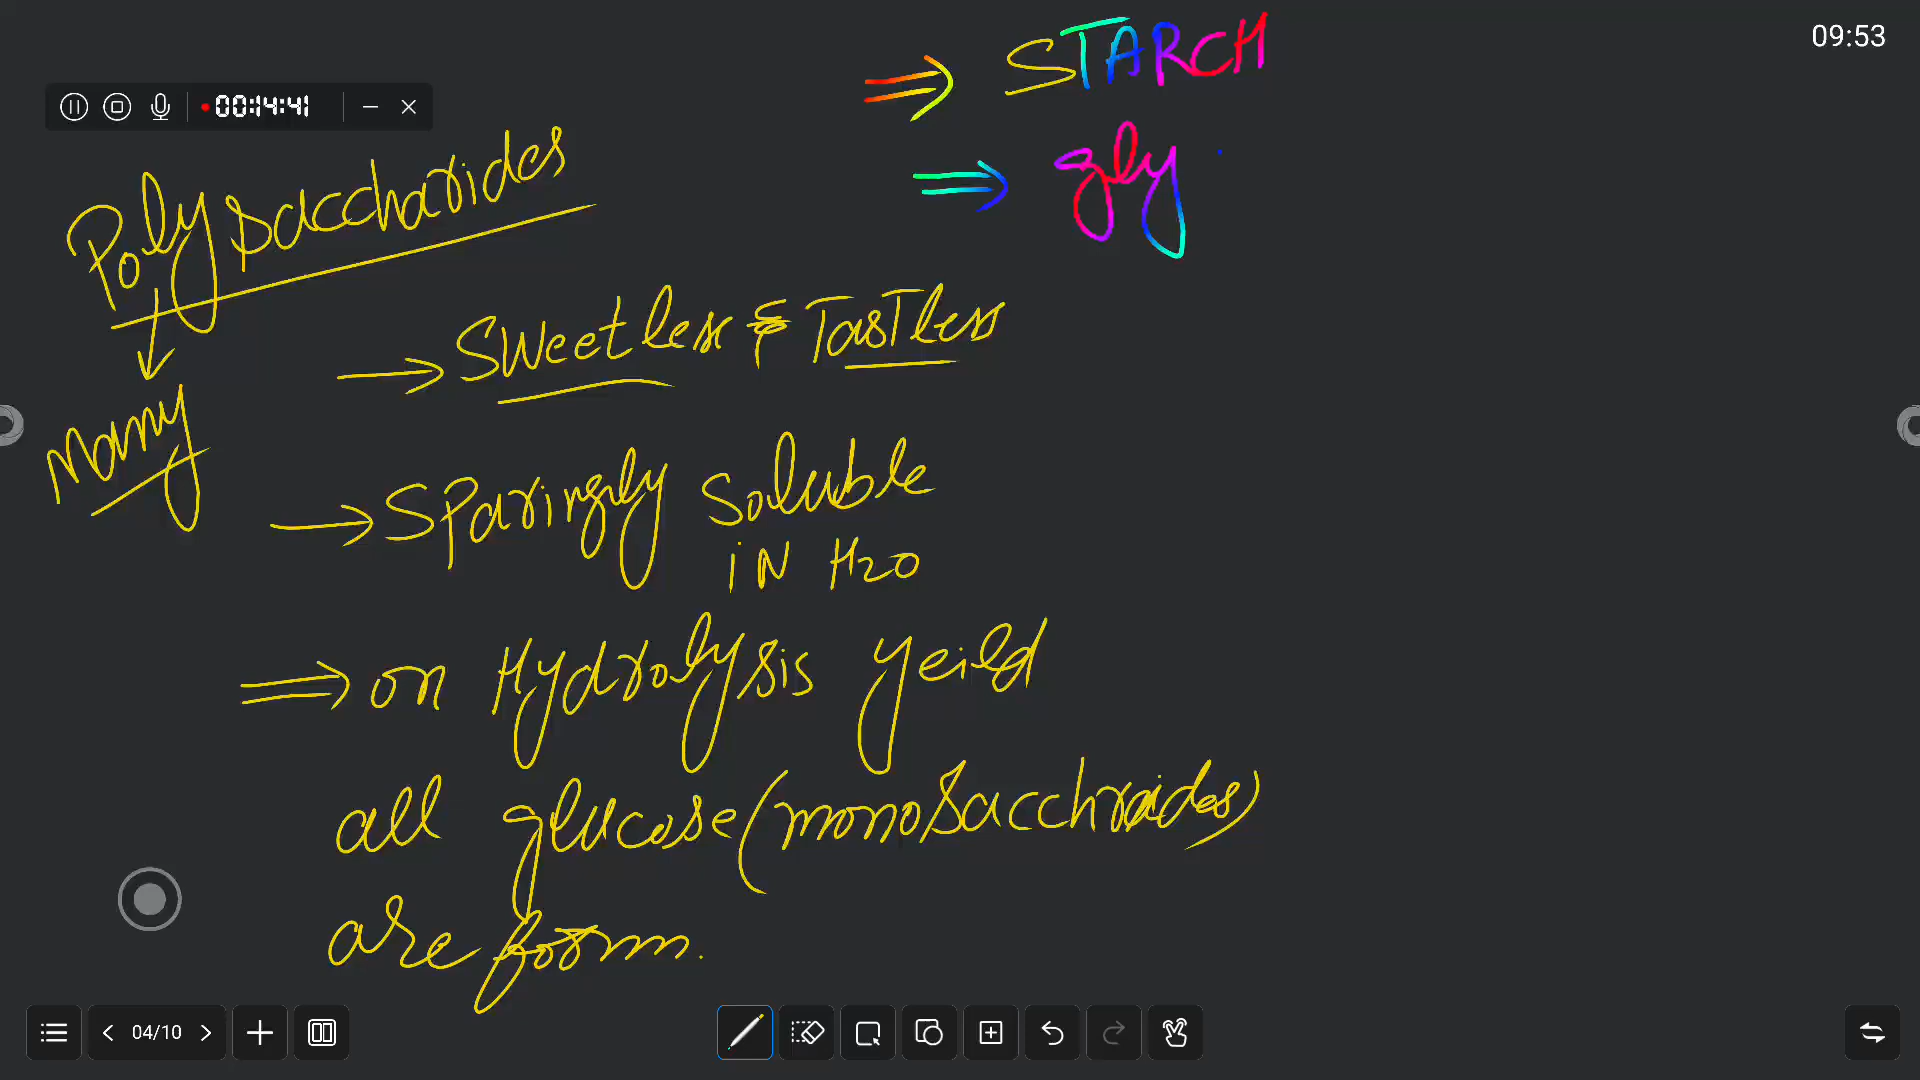 09:53
⇒ STARCH
00:14:41
⇒ gly
Polysaccharides
↓
Many
→ Sweetless & Tastless
→ Sparingly soluble
iN H2O
⇒ on Hydrolysis yeild
all glucose (monosacchraides)
are form.
04/10